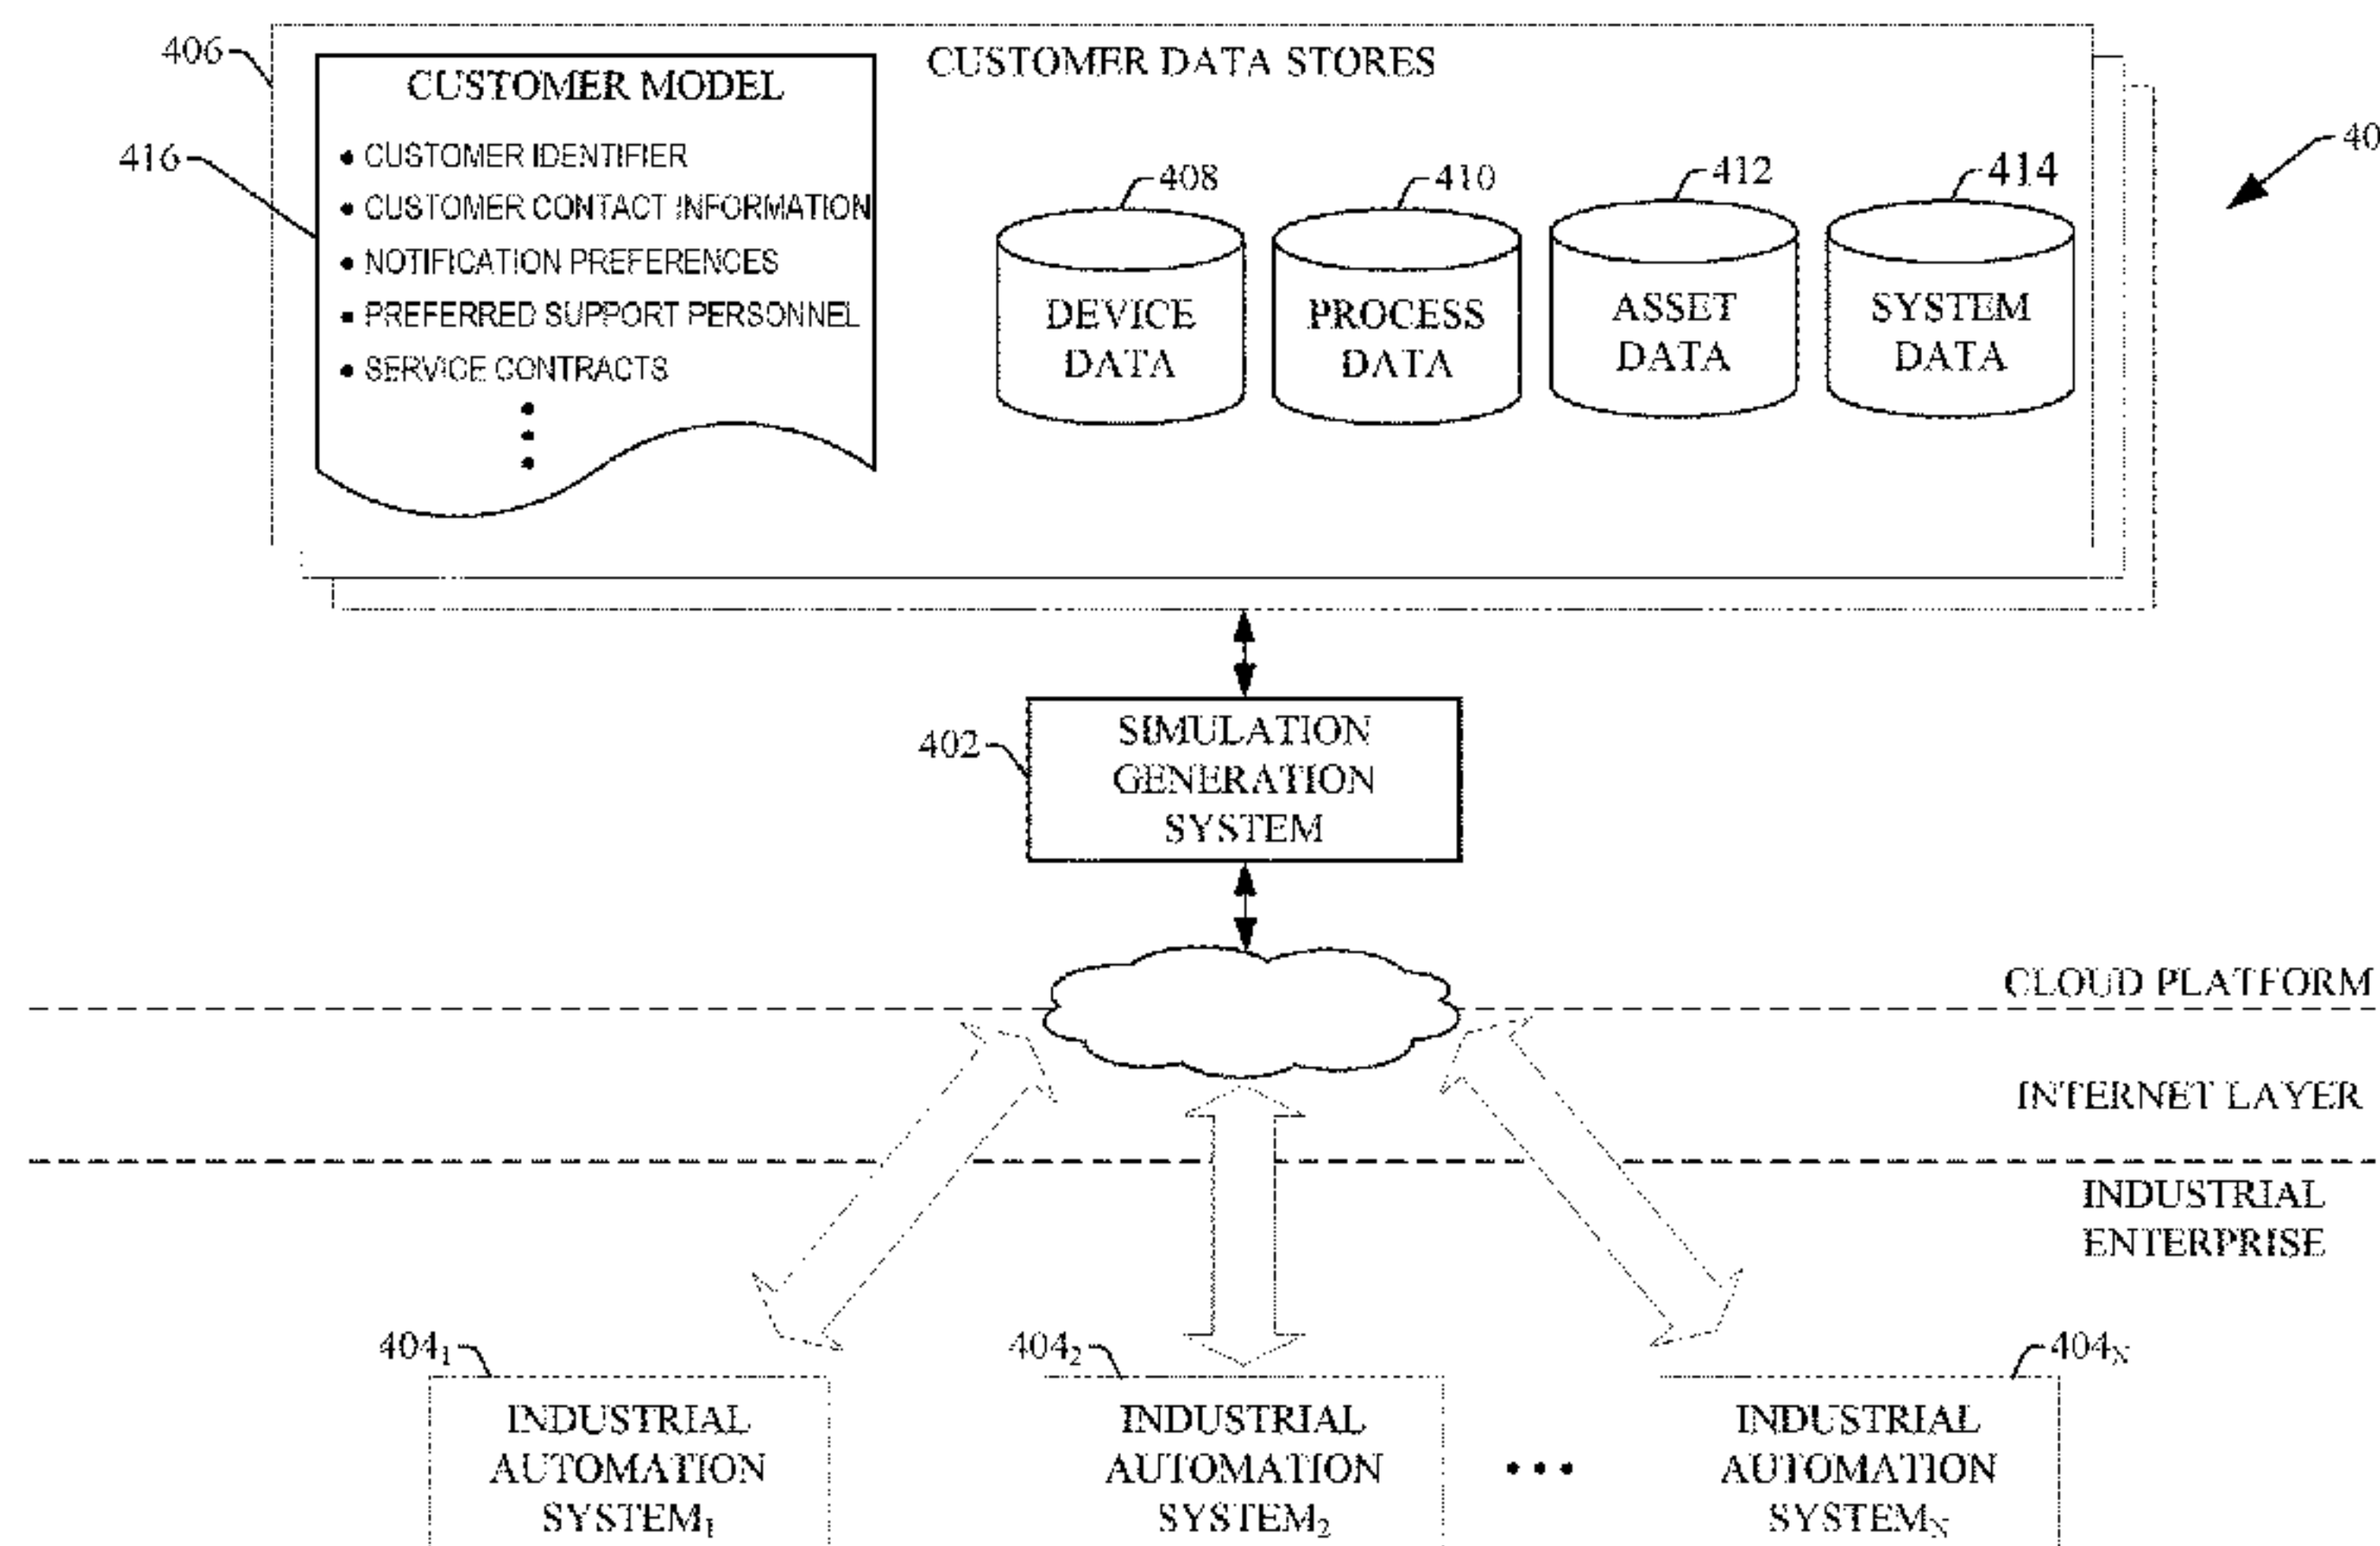 406
CUSTOMER DATA STORES
CUSTOMER MODEL
416
• CUSTOMER IDENTIFIER
• CUSTOMER CONTACT INFORMATION
• NOTIFICATION PREFERENCES
• PREFERRED SUPPORT PERSONNEL
• SERVICE CONTRACTS
408
410
412
414
40
DEVICE
DATA
PROCESS
DATA
ASSET
DATA
SYSTEM
DATA
402
SIMULATION
GENERATION
SYSTEM
CLOUD PLATFORM
INTERNET LAYER
INDUSTRIAL
ENTERPRISE
404₁
INDUSTRIAL
AUTOMATION
SYSTEM₁
404₂
INDUSTRIAL
AUTOMATION
SYSTEM₂
• • •
404N
INDUSTRIAL
AUTOMATION
SYSTEMN